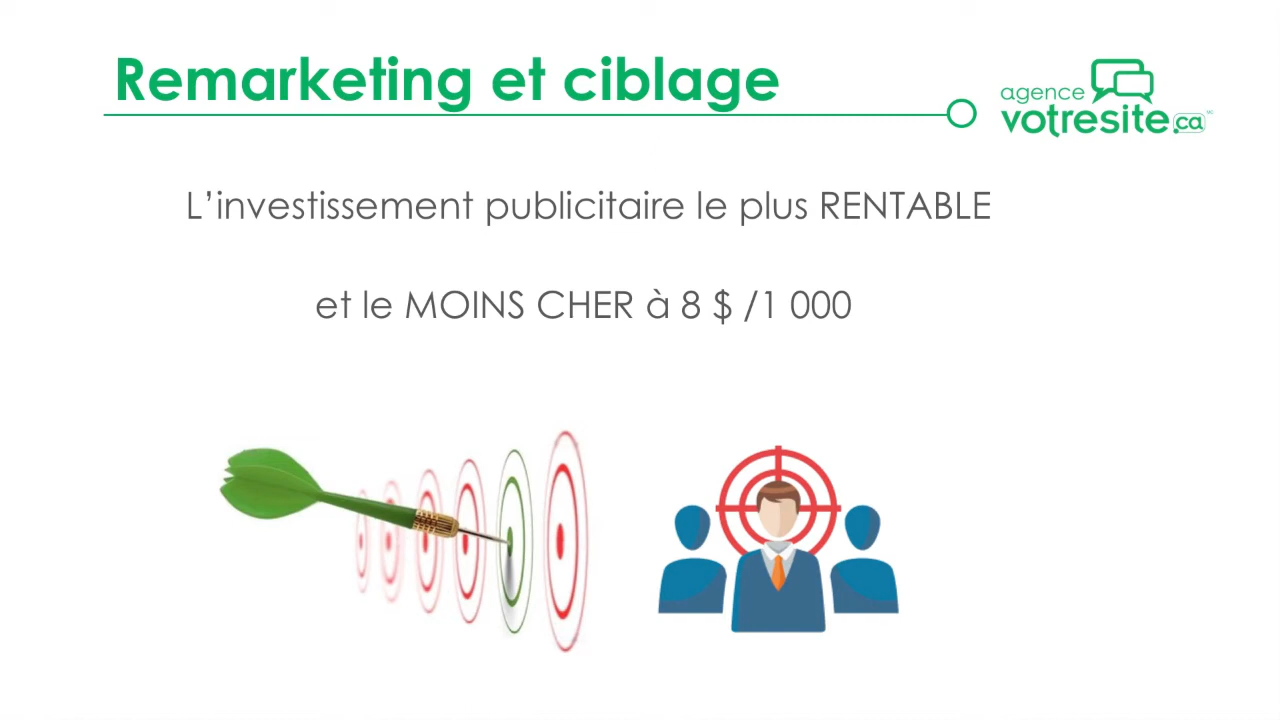 Remarketing et ciblage
agence
votresite.ca
L’investissement publicitaire le plus RENTABLE
et le MOINS CHER à 8 $ /1 000